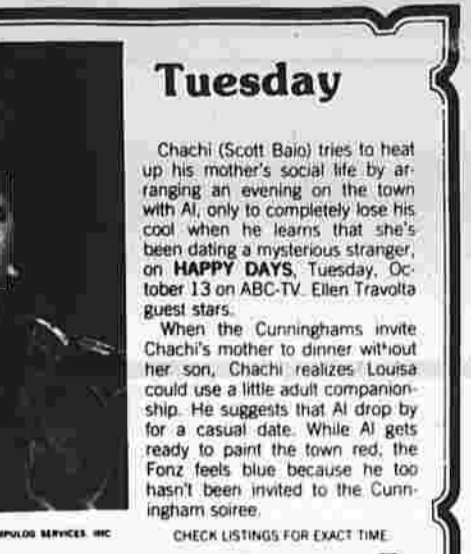 Tuesday
Chachi (Scott Baio) tries to heat
up his mother's social life by ar-
ranging an evening on the town
with Al, only to completely lose his
cool when he learns that she's
been dating a mysterious stranger,
on HAPPY DAYS, Tuesday, Oc-
tober 13 on ABC-TV. Ellen Travolta
guest stars.
When the Cunninghams invite
Chachi's mother to dinner without
her son, Chachi realizes Louisa
could use a little adult companion-
ship. He suggests that Al drop by
for a casual date. While Al gets
ready to paint the town red, the
Fonz feels blue because he too
hasn't been invited to the Cunn-
ingham soiree.
SERVICES, INC
CHECK LISTINGS FOR EXACT TIME